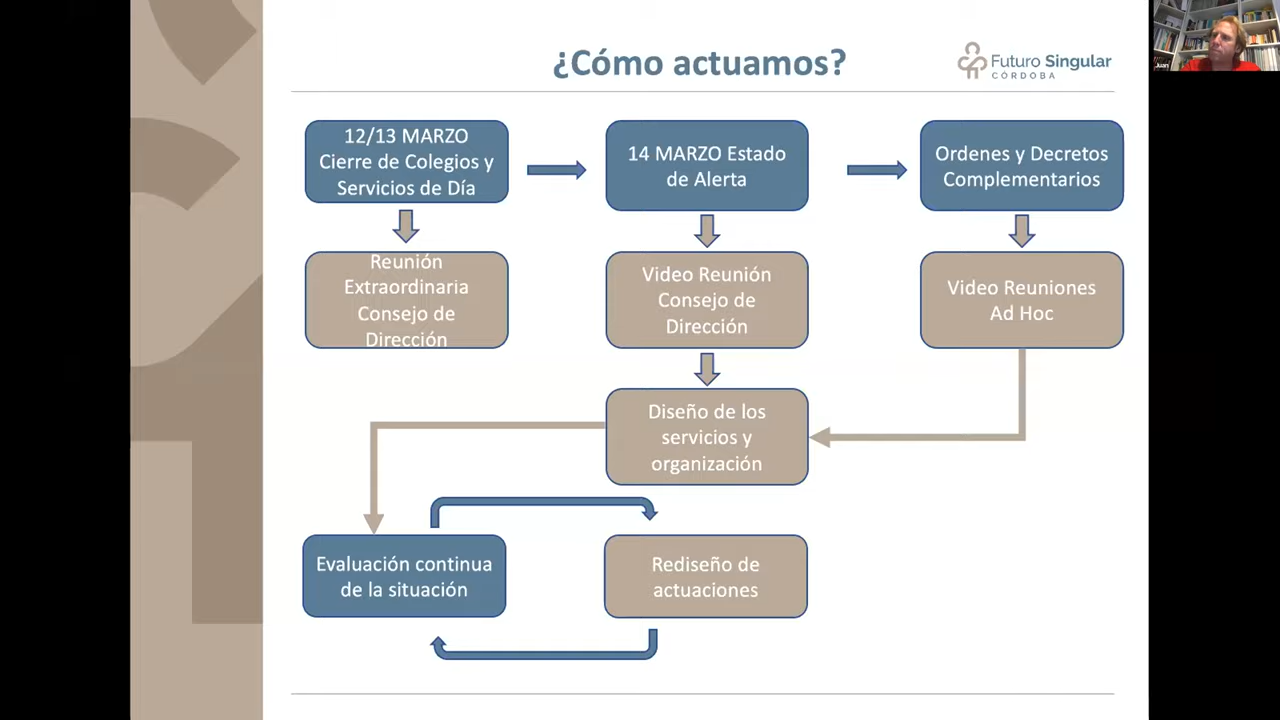 ¿Cómo actuamos?
Futuro Singular
CÓRDOBA
Juan
12/13 MARZO
Cierre de Colegios y
Servicios de Día
14 MARZO Estado
de Alerta
Ordenes y Decretos
Complementarios
Reunión
Extraordinaria
Consejo de
Dirección
Video Reunión
Consejo de
Dirección
Video Reuniones
Ad Hoc
Diseño de los
servicios y
organización
Evaluación continua
de la situación
Rediseño de
actuaciones